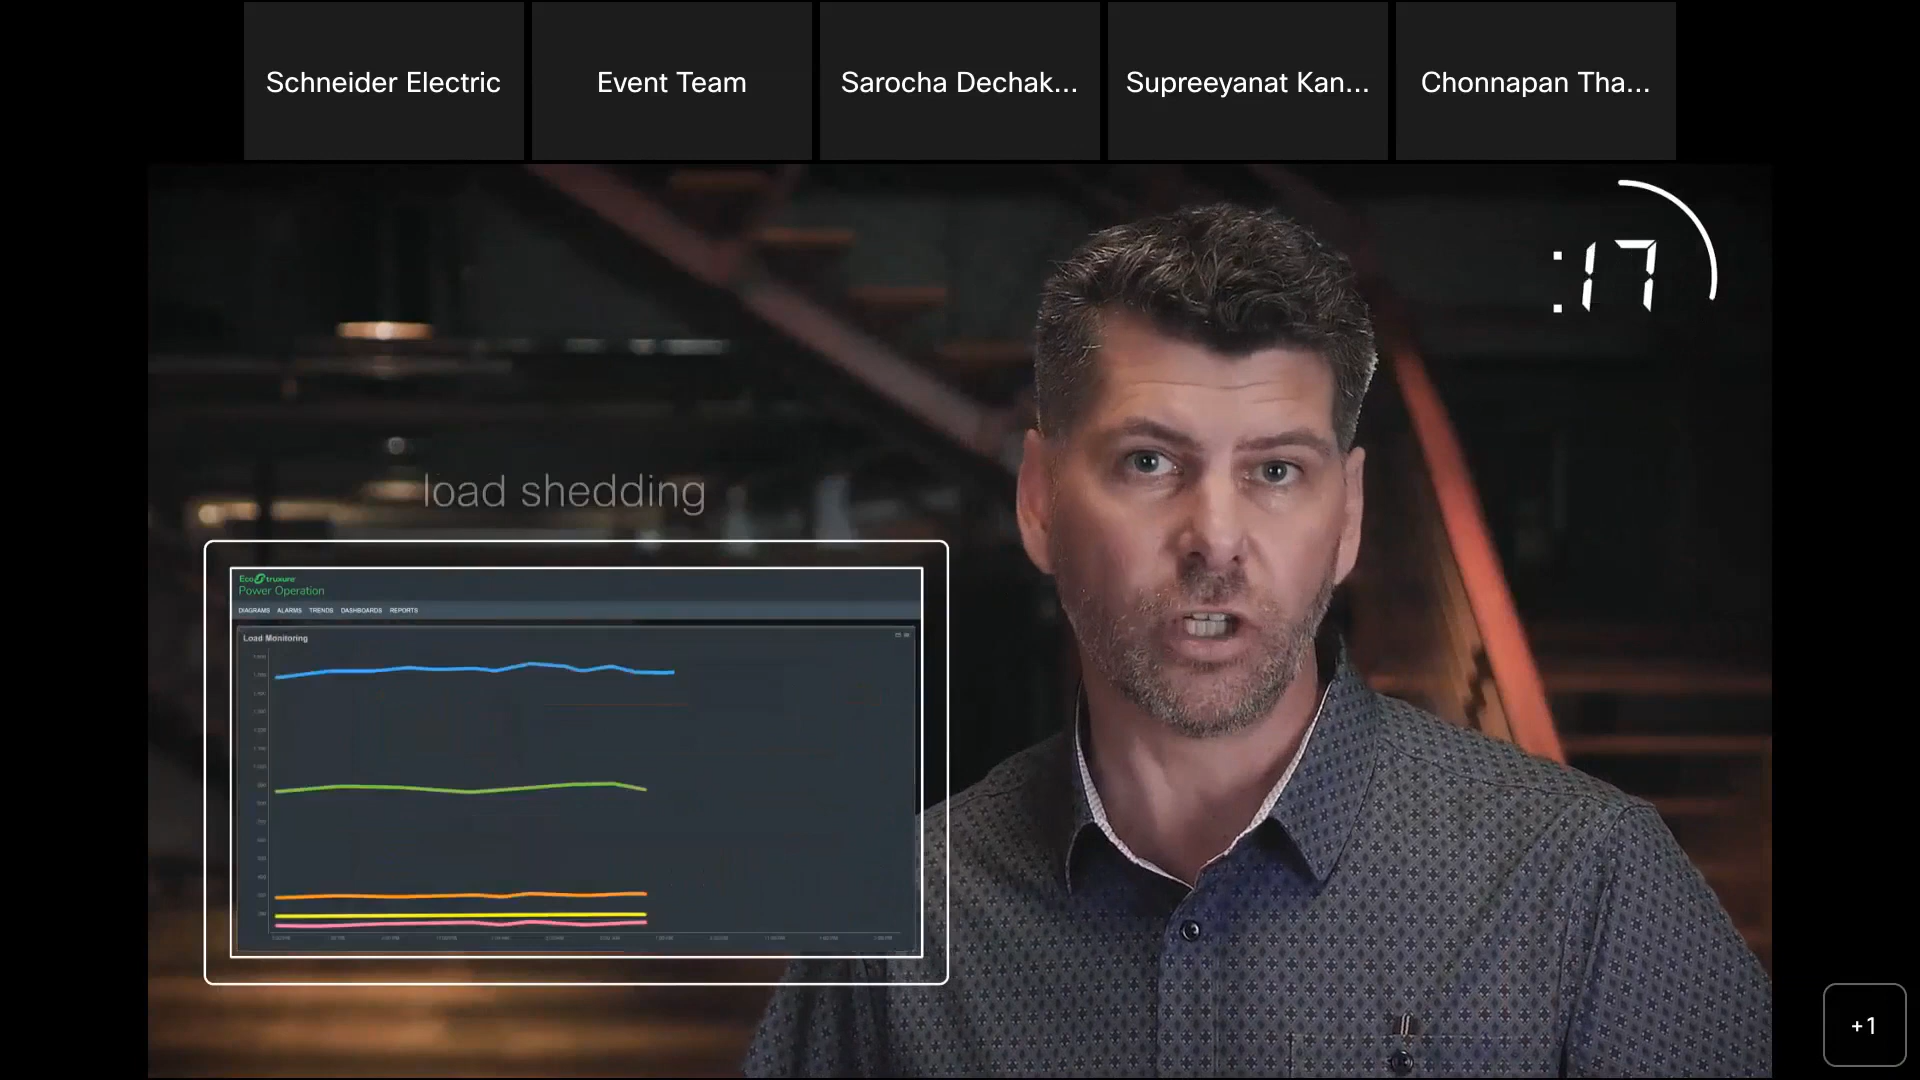 Schneider Electric
Event Team
Sarocha Dechak...
Supreeyanat Kan...
Chonnapan Tha...
:17
load shedding
EcoStruxure
Power Operation
DIAGRAMS ALARMS TRENDS DASHBOARDS REPORTS
Load Monitoring
+1